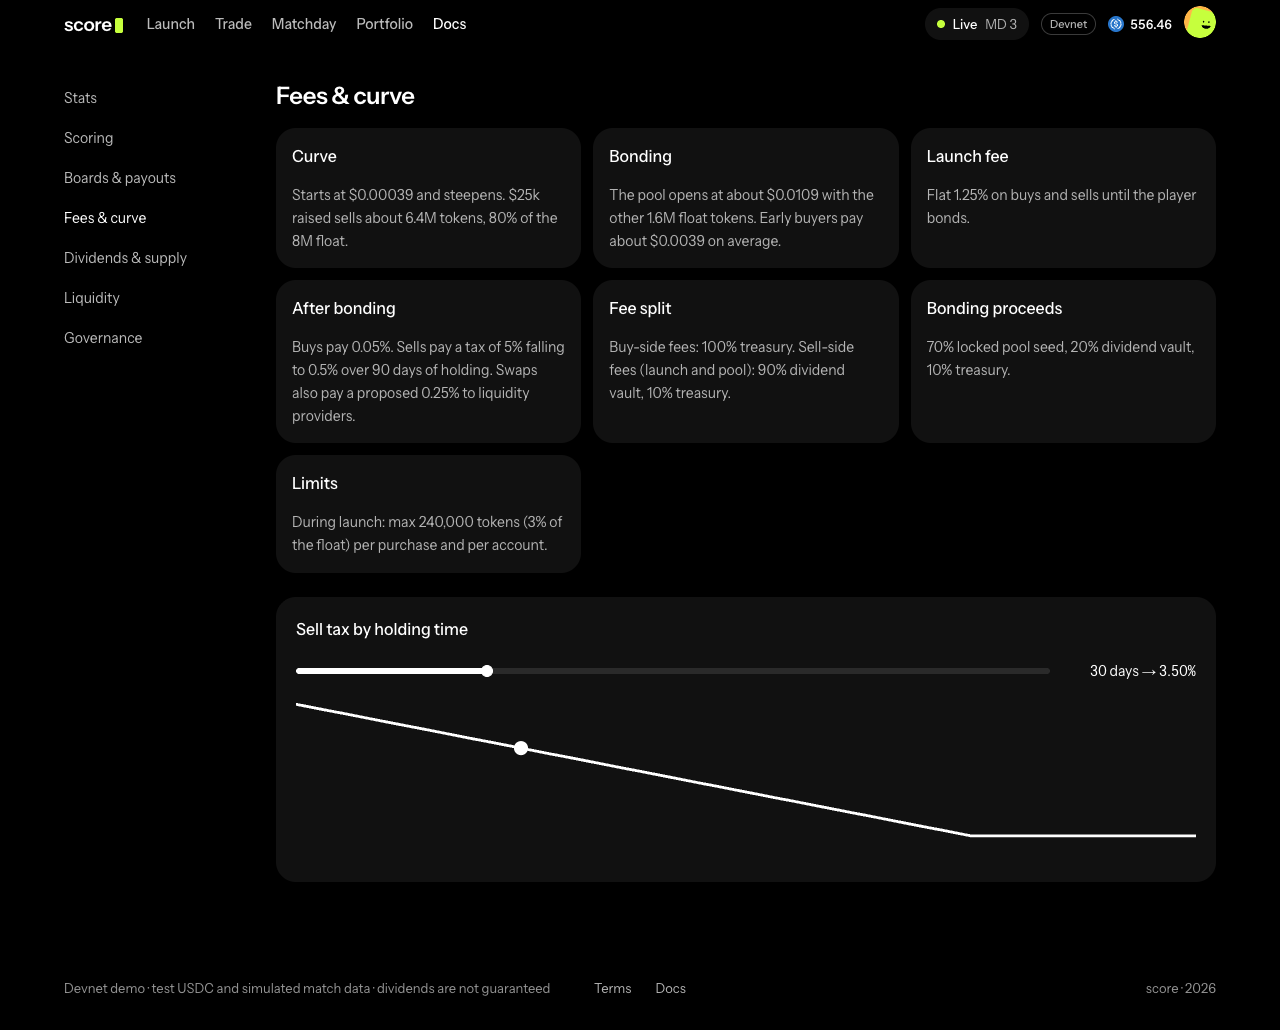 score
Launch
Trade
Matchday
Portfolio
Docs
Live MD 3
Devnet
556.46
Stats
Scoring
Boards & payouts
Fees & curve
Dividends & supply
Liquidity
Governance
Fees & curve
Curve
Starts at $0.00039 and steepens. $25k
raised sells about 6.4M tokens, 80% of the
8M float.
Bonding
The pool opens at about $0.0109 with the
other 1.6M float tokens. Early buyers pay
about $0.0039 on average.
Launch fee
Flat 1.25% on buys and sells until the player
bonds.
After bonding
Buys pay 0.05%. Sells pay a tax of 5% falling
to 0.5% over 90 days of holding. Swaps
also pay a proposed 0.25% to liquidity
providers.
Fee split
Buy-side fees: 100% treasury. Sell-side
fees (launch and pool): 90% dividend
vault, 10% treasury.
Bonding proceeds
70% locked pool seed, 20% dividend vault,
10% treasury.
Limits
During launch: max 240,000 tokens (3% of
the float) per purchase and per account.
Sell tax by holding time
30 days → 3.50%
Devnet demo · test USDC and simulated match data · dividends are not guaranteed
Terms
Docs
score · 2026